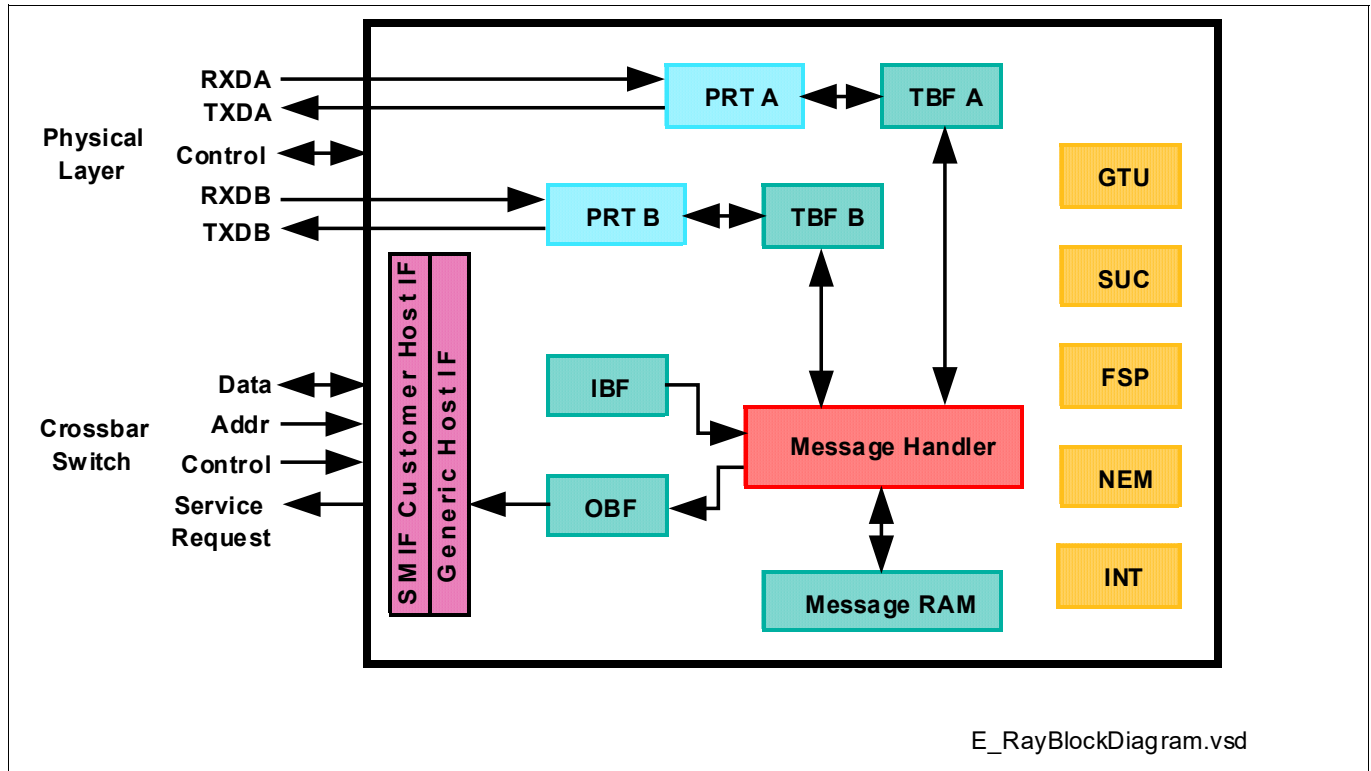 RXDA
TXDA
Physical
Layer
Control
RXDB
TXDB
PRT A
TBF A
PRT B
TBF B
GTU
SUC
FSP
NEM
INT
SMIF Customer Host IF
Generic Host IF
Crossbar
Switch
Data
Addr
Control
Service
Request
IBF
OBF
Message Handler
Message RAM
E_RayBlockDiagram.vsd